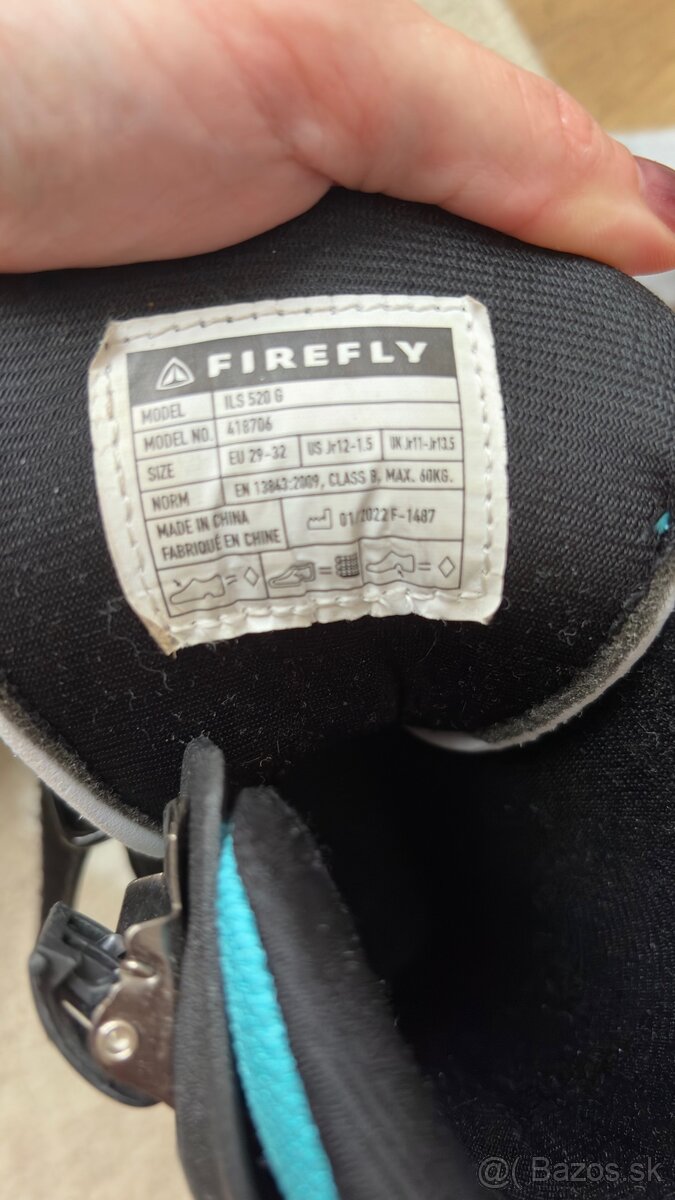 FIREFLY
MODEL ILS 520 G
MODEL NO. 418706
SIZE EU 29-32 US Jr12-1.5 UK Jr11-Jr13.5
NORM EN 13843:2009, CLASS B, MAX. 60KG.
MADE IN CHINA
FABRIQUÉ EN CHINE
01/2022 F-1487
@( Bazos.sk